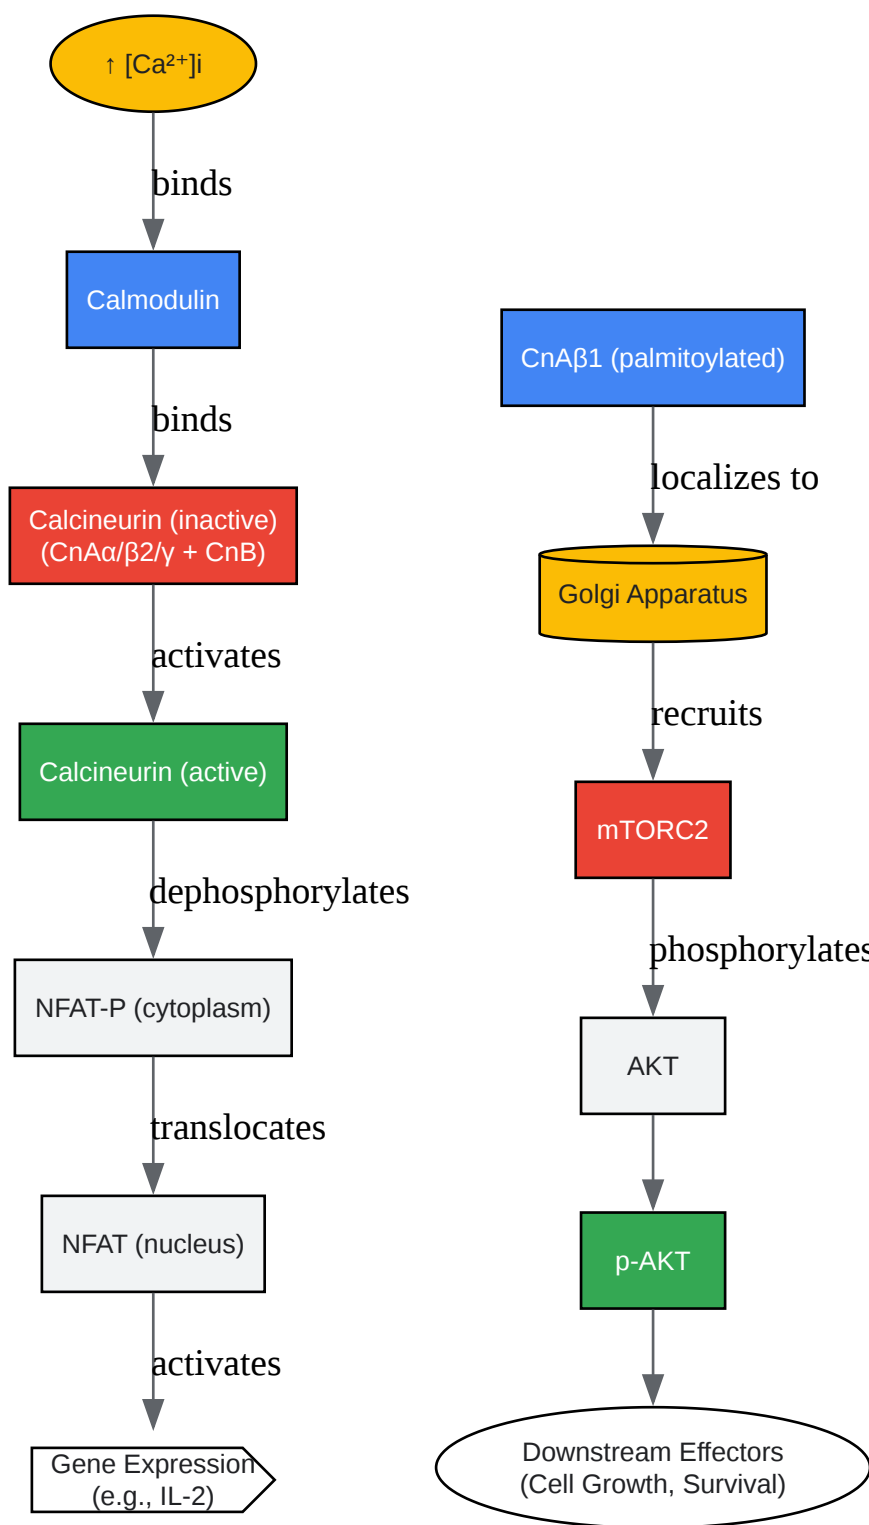 ↑ [Ca²⁺]i
binds
Calmodulin
binds
Calcineurin (inactive)
(CnAα/β2/γ + CnB)
activates
Calcineurin (active)
dephosphorylates
NFAT-P (cytoplasm)
translocates
NFAT (nucleus)
activates
Gene Expression
(e.g., IL-2)
CnAβ1 (palmitoylated)
localizes to
Golgi Apparatus
recruits
mTORC2
phosphorylates
AKT
p-AKT
Downstream Effectors
(Cell Growth, Survival)